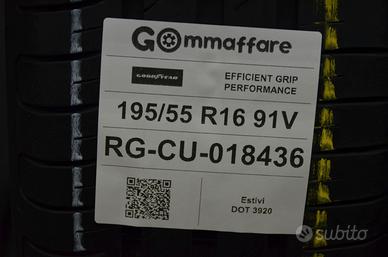 GOmmaffare
GOODYEAR
EFFICIENT GRIP
PERFORMANCE
195/55 R16 91V
RG-CU-018436
Estivi
DOT 3920
subito